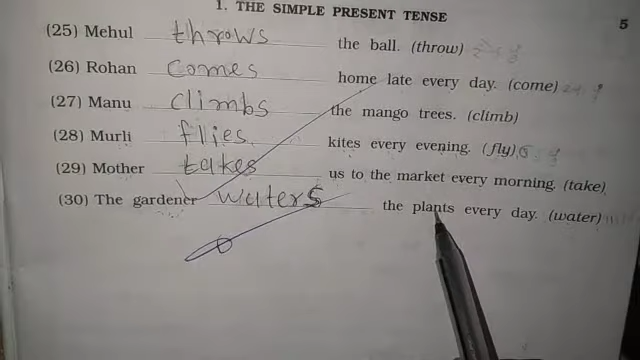 1. THE SIMPLE PRESENT TENSE 5
(25) Mehul throws the ball. (throw)
(26) Rohan comes home late every day. (come)
(27) Manu climbs the mango trees. (climb)
(28) Murli flies kites every evening. (fly)
(29) Mother takes us to the market every morning. (take)
(30) The gardener waters the plants every day. (water)